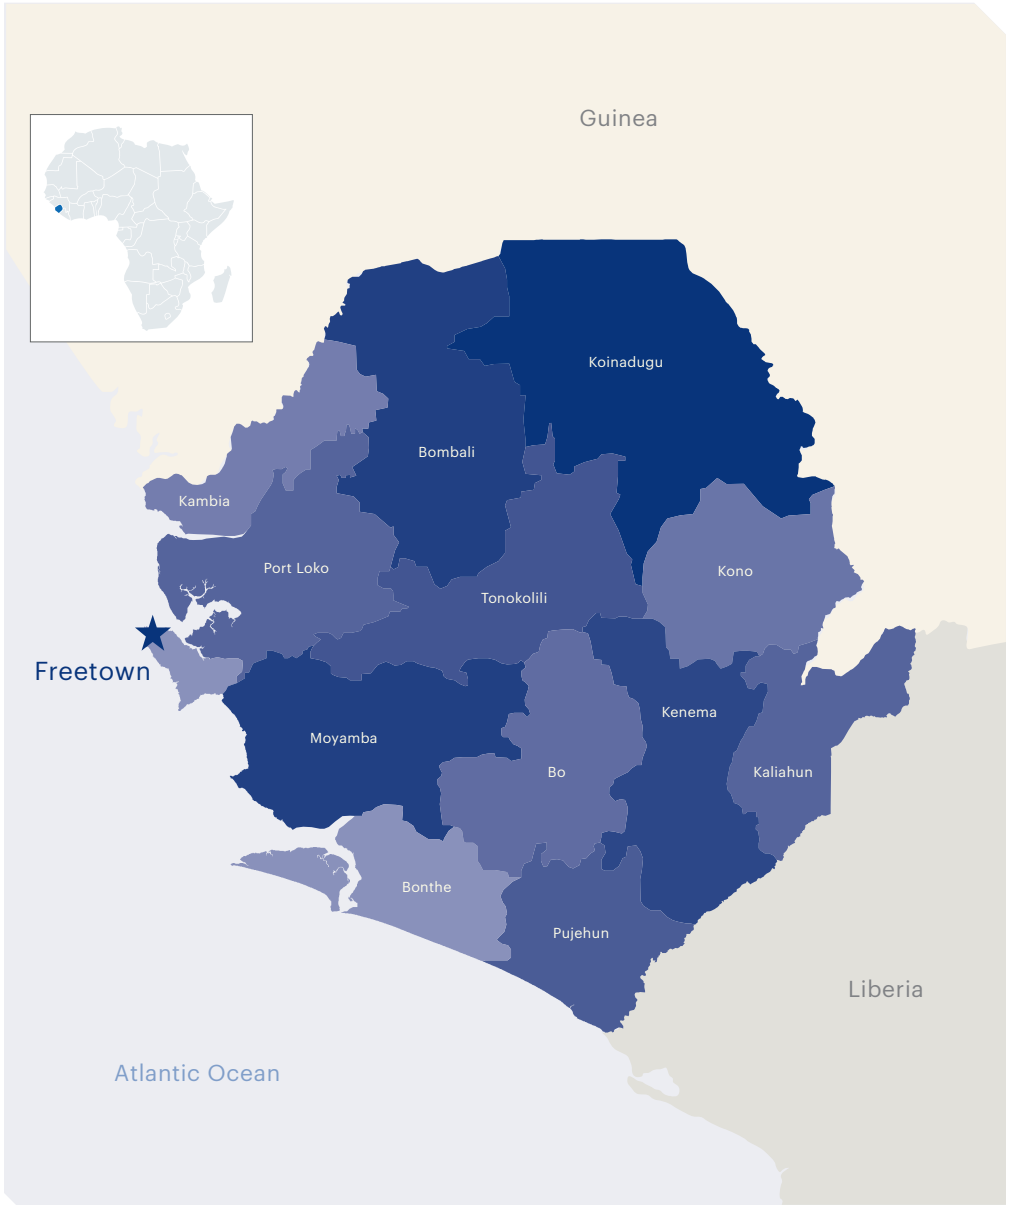 Guinea
Koinadugu
Bombali
Kambia
Port Loko
Kono
Tonokolili
Freetown
Kenema
Moyamba
Bo
Kaliahun
Bonthe
Pujehun
Liberia
Atlantic Ocean